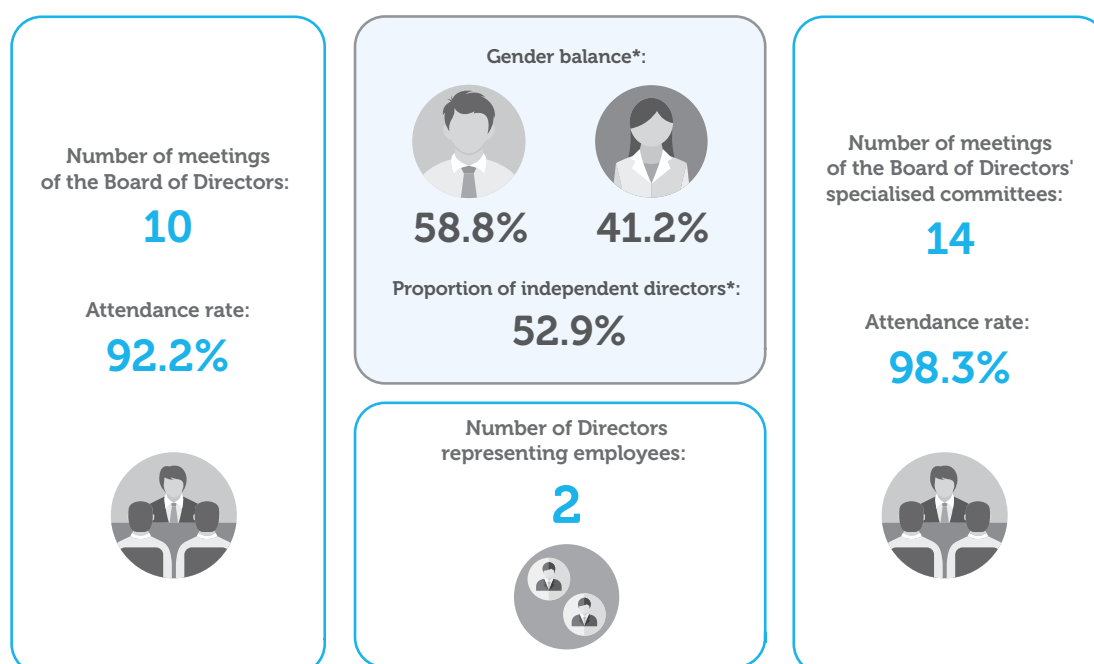 Number of meetings
of the Board of Directors:
10
Attendance rate:
92.2%
Gender balance*:
58.8%
41.2%
Proportion of independent directors*:
52.9%
Number of Directors
representing employees:
2
Number of meetings
of the Board of Directors'
specialised committees:
14
Attendance rate:
98.3%